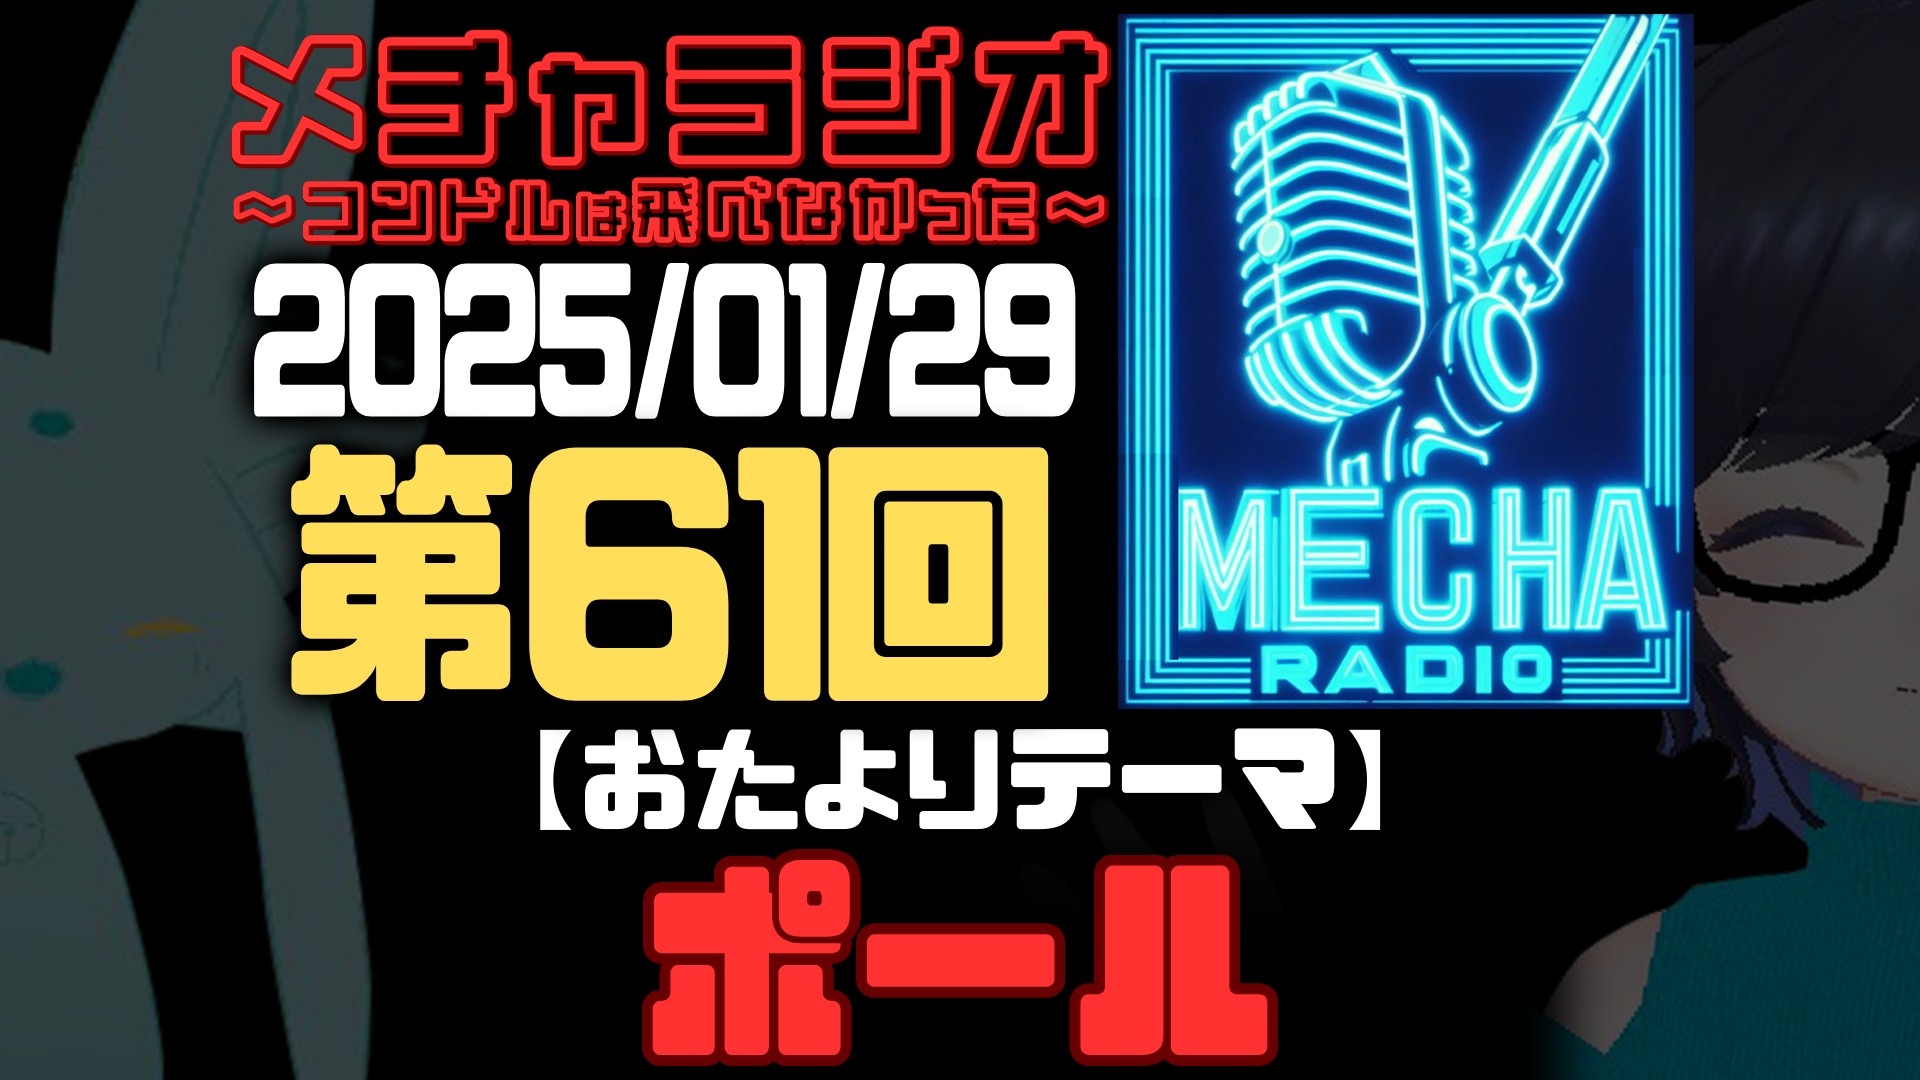 メチャラジオ
～コンドルは飛べなかった～
2025/01/29
第61回
MECHA
RADIO
【おたよりテーマ】
ポール